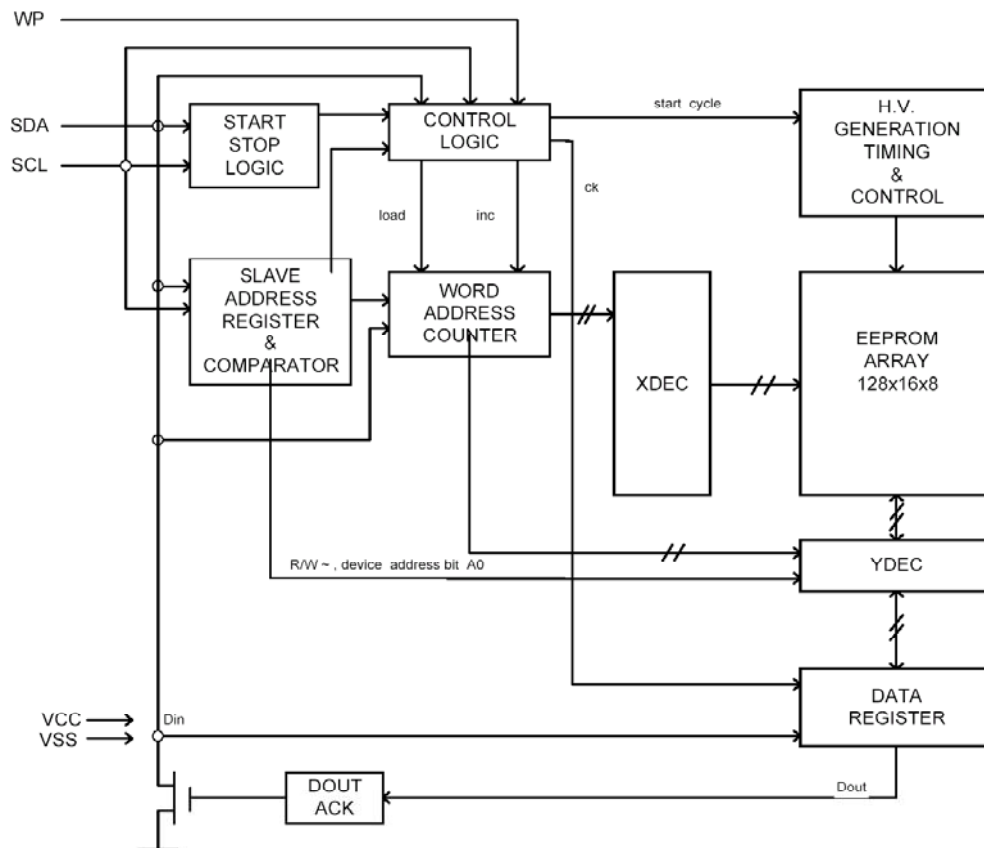 WP
SDA
SCL
START
STOP
LOGIC
CONTROL
LOGIC
start cycle
H.V.
GENERATION
TIMING
&
CONTROL
load
inc
ck
SLAVE
ADDRESS
REGISTER
&
COMPARATOR
WORD
ADDRESS
COUNTER
XDEC
EEPROM
ARRAY
128x16x8
R/W ~ , device address bit A0
YDEC
VCC
VSS
Din
DATA
REGISTER
DOUT
ACK
Dout